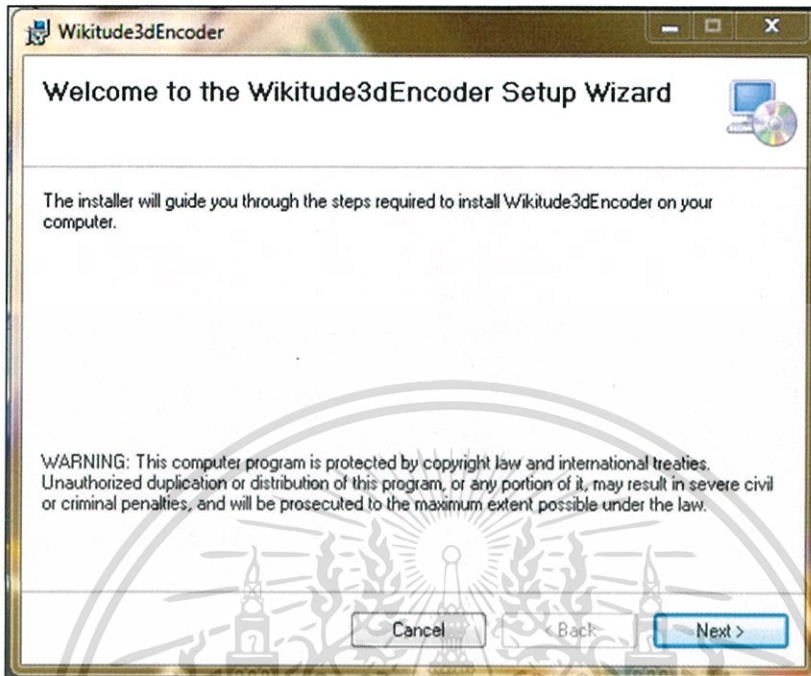 Wikitude3dEncoder
Welcome to the Wikitude3dEncoder Setup Wizard
The installer will guide you through the steps required to install Wikitude3dEncoder on your
computer.
WARNING: This computer program is protected by copyright law and international treaties.
Unauthorized duplication or distribution of this program, or any portion of it, may result in severe civil
or criminal penalties, and will be prosecuted to the maximum extent possible under the law.
Cancel
< Back
Next >